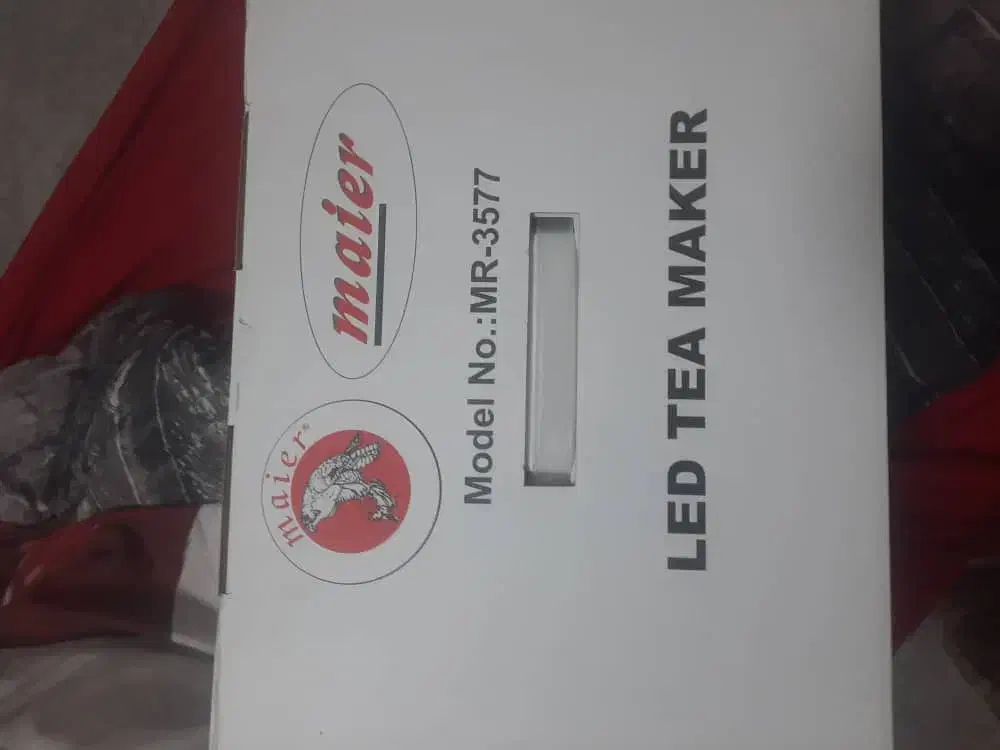 maier®
maier
Model No.:MR-3577
LED TEA MAKER